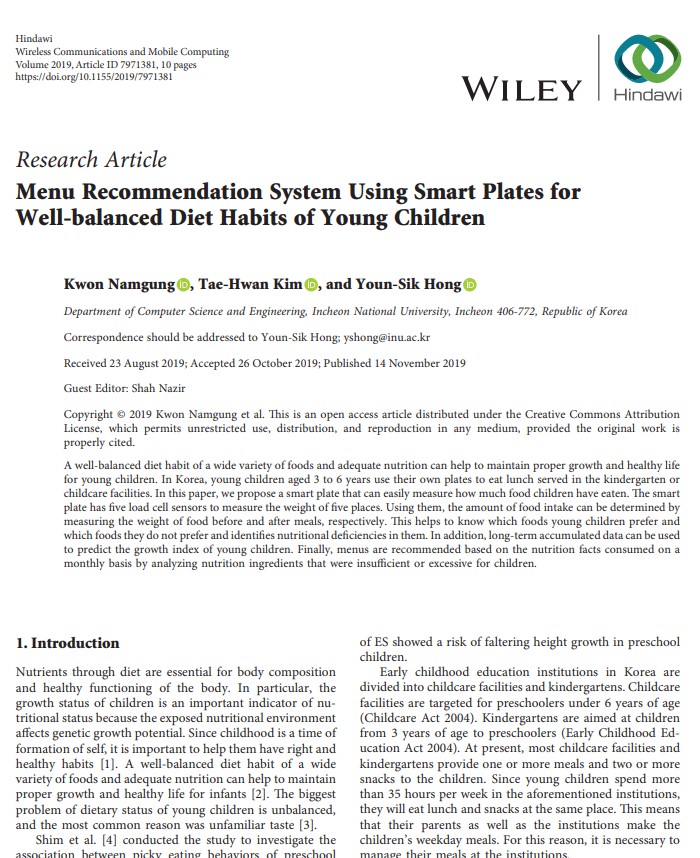 Hindawi
Wireless Communications and Mobile Computing
Volume 2019, Article ID 7971381, 10 pages
https://doi.org/10.1155/2019/7971381
WILEY
Hindawi
Research Article
Menu Recommendation System Using Smart Plates for
Well-balanced Diet Habits of Young Children
Kwon Namgung iD, Tae-Hwan Kim iD, and Youn-Sik Hong iD
Department of Computer Science and Engineering, Incheon National University, Incheon 406-772, Republic of Korea
Correspondence should be addressed to Youn-Sik Hong; yshong@inu.ac.kr
Received 23 August 2019; Accepted 26 October 2019; Published 14 November 2019
Guest Editor: Shah Nazir
Copyright © 2019 Kwon Namgung et al. This is an open access article distributed under the Creative Commons Attribution
License, which permits unrestricted use, distribution, and reproduction in any medium, provided the original work is
properly cited.
A well-balanced diet habit of a wide variety of foods and adequate nutrition can help to maintain proper growth and healthy life
for young children. In Korea, young children aged 3 to 6 years use their own plates to eat lunch served in the kindergarten or
childcare facilities. In this paper, we propose a smart plate that can easily measure how much food children have eaten. The smart
plate has five load cell sensors to measure the weight of five places. Using them, the amount of food intake can be determined by
measuring the weight of food before and after meals, respectively. This helps to know which foods young children prefer and
which foods they do not prefer and identifies nutritional deficiencies in them. In addition, long-term accumulated data can be used
to predict the growth index of young children. Finally, menus are recommended based on the nutrition facts consumed on a
monthly basis by analyzing nutrition ingredients that were insufficient or excessive for children.
1. Introduction
Nutrients through diet are essential for body composition
and healthy functioning of the body. In particular, the
growth status of children is an important indicator of nu-
tritional status because the exposed nutritional environment
affects genetic growth potential. Since childhood is a time of
formation of self, it is important to help them have right and
healthy habits [1]. A well-balanced diet habit of a wide
variety of foods and adequate nutrition can help to maintain
proper growth and healthy life for infants [2]. The biggest
problem of dietary status of young children is unbalanced,
and the most common reason was unfamiliar taste [3].
Shim et al. [4] conducted the study to investigate the
association between picky eating behaviors of preschool
of ES showed a risk of faltering height growth in preschool
children.
Early childhood education institutions in Korea are
divided into childcare facilities and kindergartens. Childcare
facilities are targeted for preschoolers under 6 years of age
(Childcare Act 2004). Kindergartens are aimed at children
from 3 years of age to preschoolers (Early Childhood Ed-
ucation Act 2004). At present, most childcare facilities and
kindergartens provide one or more meals and two or more
snacks to the children. Since young children spend more
than 35 hours per week in the aforementioned institutions,
they will eat lunch and snacks at the same place. This means
that their parents as well as the institutions make the
children's weekday meals. For this reason, it is necessary to
manage their meals at the institutions.